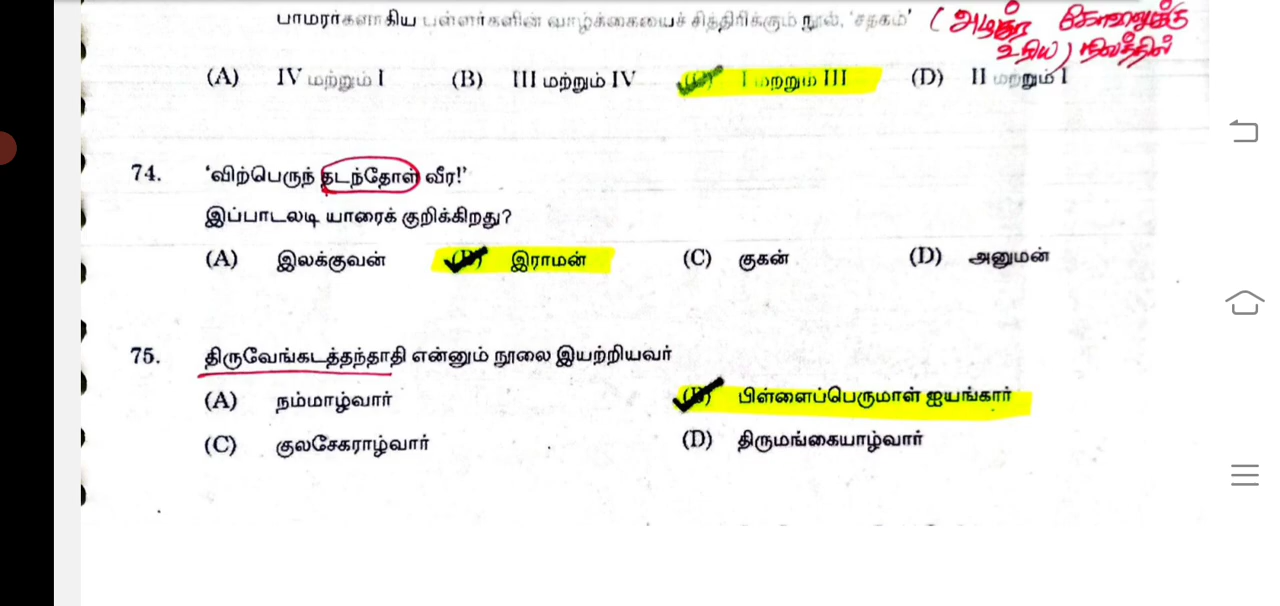 பாமரர்களாகிய பள்ளர்களின் வாழ்க்கையைச் சித்திரிக்கும் நூல், 'சதகம்' (
உரிய) நிலத்தில்
(A) IV மற்றும் I (B) III மற்றும் IV (C) I மற்றும் III (D) II மற்றும் I
74. 'விற்பெருந் தடந்தோள் வீர!'
இப்பாடலடி யாரைக் குறிக்கிறது?
(A) இலக்குவன் (B) இராமன் (C) குகன் (D) அனுமன்
75. திருவேங்கடத்தந்தாதி என்னும் நூலை இயற்றியவர்
(A) நம்மாழ்வார் (B) பிள்ளைப்பெருமாள் ஐயங்கார்
(C) குலசேகராழ்வார் (D) திருமங்கையாழ்வார்